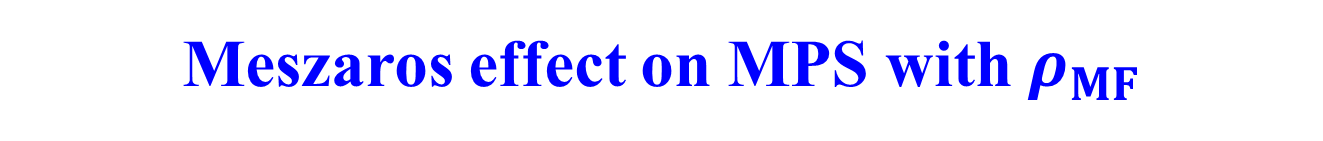 Meszaros effect on MPS with ρ_MF